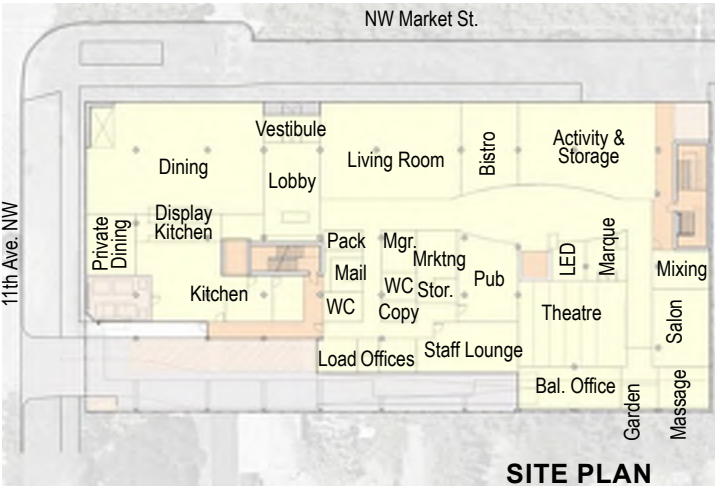 NW Market St.
11th Ave. NW
Vestibule
Dining
Lobby
Living Room
Bistro
Activity &
Storage
Display
Kitchen
Private
Dining
Kitchen
Pack
Mail
WC
Mgr.
Mrktng
WC
Stor.
Copy
Pub
LED
Marque
Mixing
Theatre
Salon
Load Offices
Staff Lounge
Bal. Office
Garden
Massage
SITE PLAN